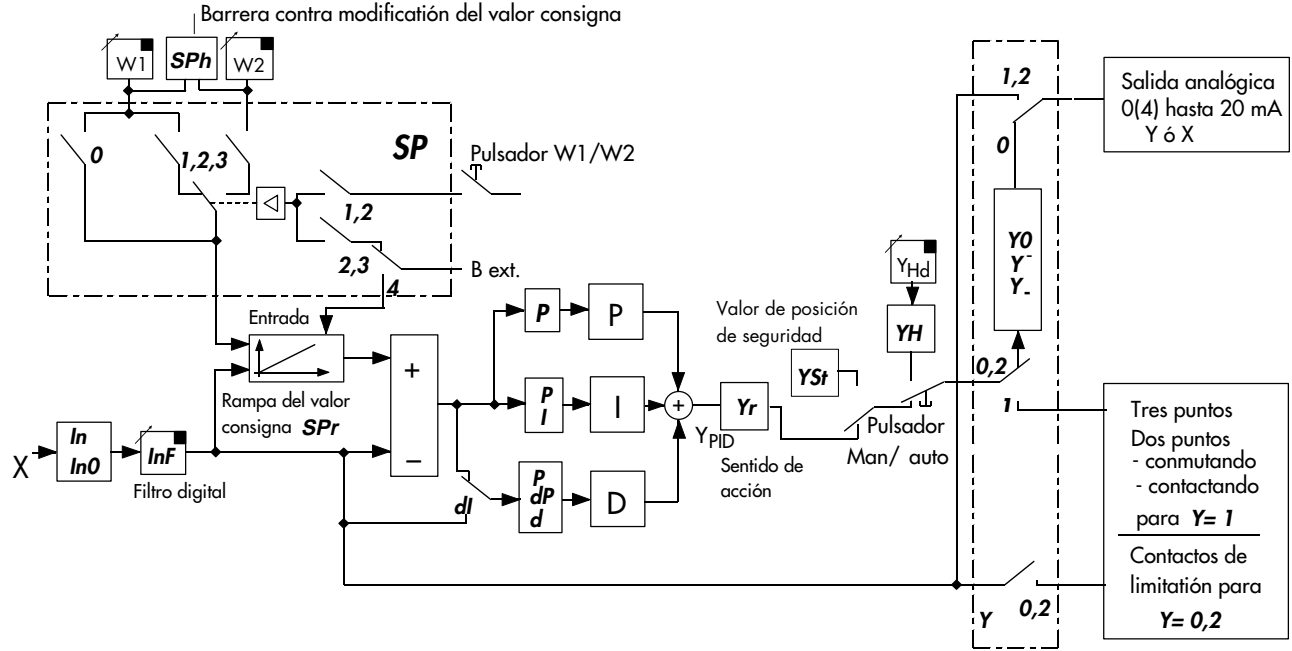 Barrera contra modificatión del valor consigna
W1
SPh
W2
0
1,2,3
SP
Pulsador W1/W2
1,2
2,3
4
B ext.
Entrada
Rampa del valor
consigna SPr
X
In
In0
InF
Filtro digital
+
–
dI
P
P
P
I
I
P
dP
d
D
+
YPID
Yr
Sentido de
acción
Valor de posición
de seguridad
YSt
YHd
YH
Pulsador
Man/ auto
1,2
0
Y0
Y-
Y-
0,2
1
Y
0,2
Salida analógica
0(4) hasta 20 mA
Y ó X
Tres puntos
Dos puntos
- conmutando
- contactando
para Y= 1
Contactos de
limitatión para
Y= 0,2